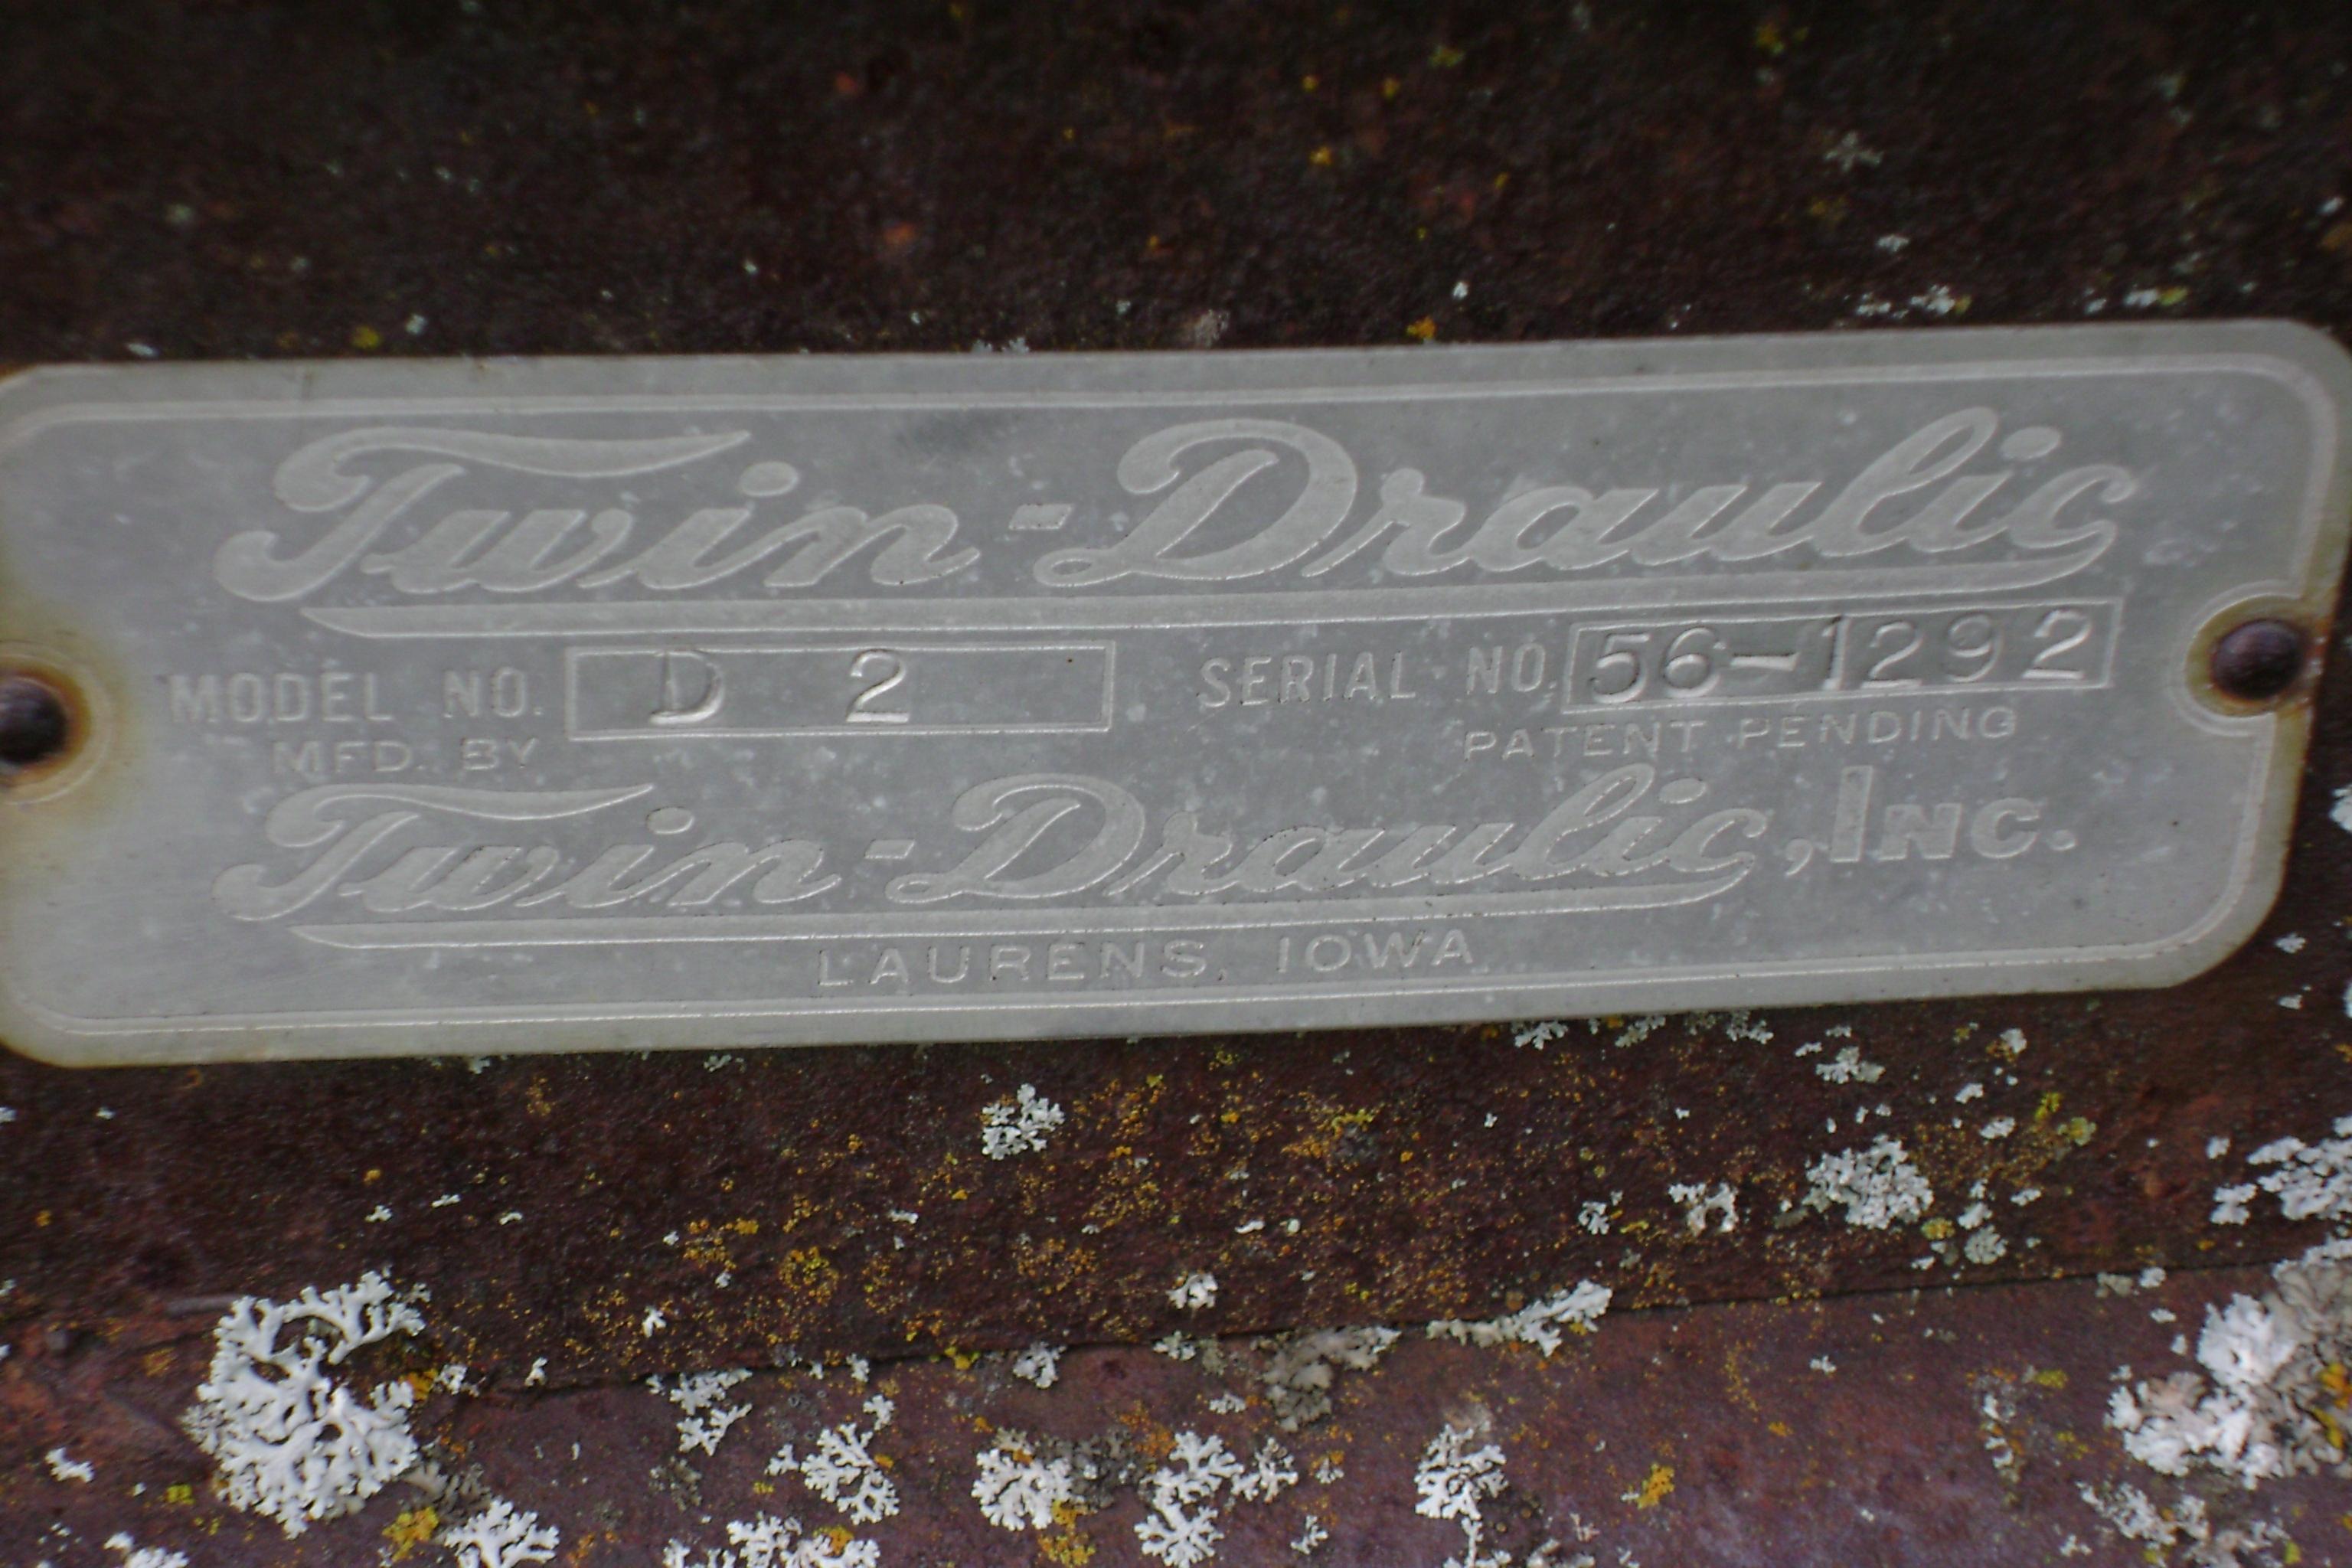 Twin-Draulic
MODEL NO. D 2 SERIAL NO. 56-1292
MFD. BY PATENT PENDING
Twin-Draulic, INC.
LAURENS, IOWA